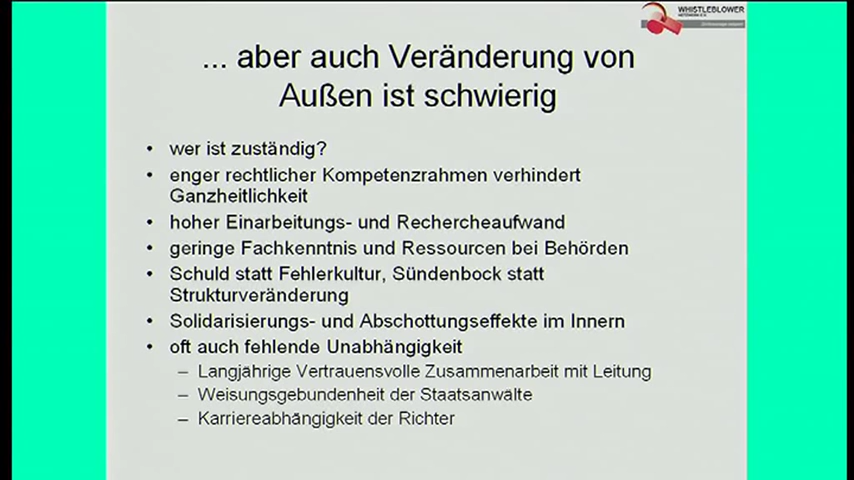 WHISTLEBLOWER
NETZWERK E.V.
... aber auch Veränderung von
Außen ist schwierig
• wer ist zuständig?
• enger rechtlicher Kompetenzrahmen verhindert
Ganzheitlichkeit
• hoher Einarbeitungs- und Rechercheaufwand
• geringe Fachkenntnis und Ressourcen bei Behörden
• Schuld statt Fehlerkultur, Sündenbock statt
Strukturveränderung
• Solidarisierungs- und Abschottungseffekte im Innern
• oft auch fehlende Unabhängigkeit
– Langjährige Vertrauensvolle Zusammenarbeit mit Leitung
– Weisungsgebundenheit der Staatsanwälte
– Karriereabhängigkeit der Richter